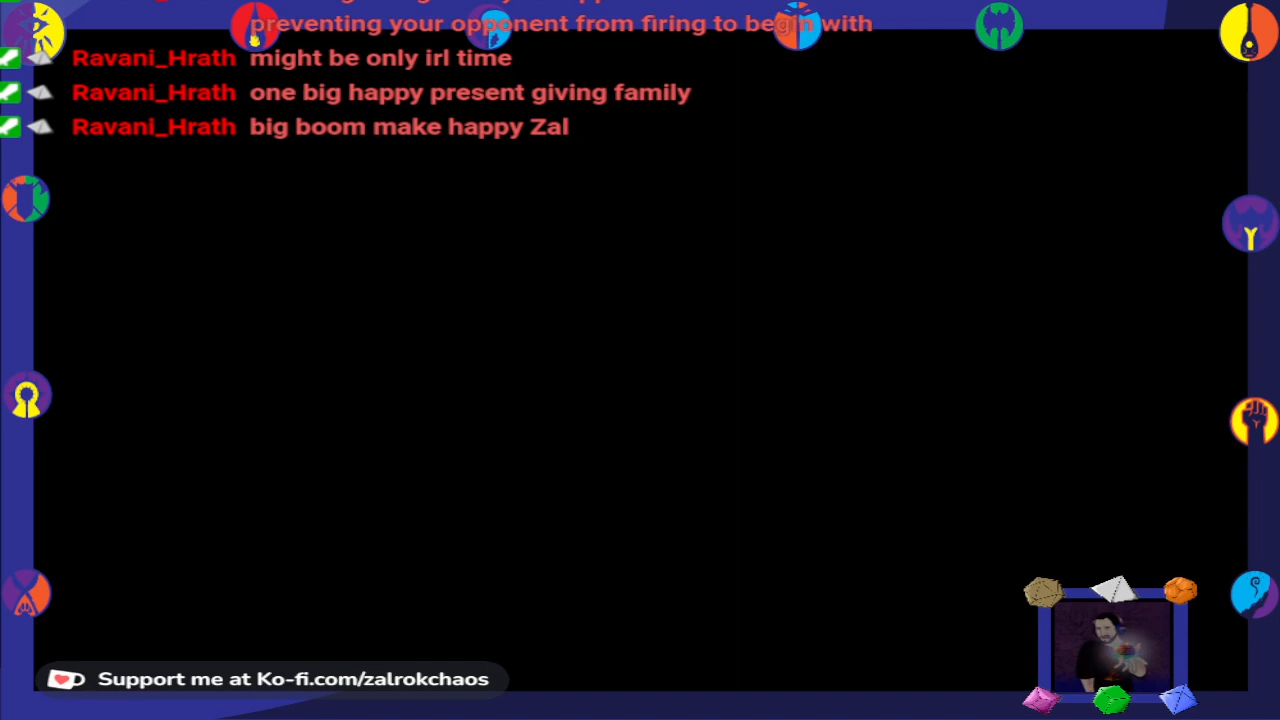 preventing your opponent from firing to begin with
Ravani_Hrath might be only irl time
Ravani_Hrath one big happy present giving family
Ravani_Hrath big boom make happy Zal
Support me at Ko-fi.com/zalrokchaos